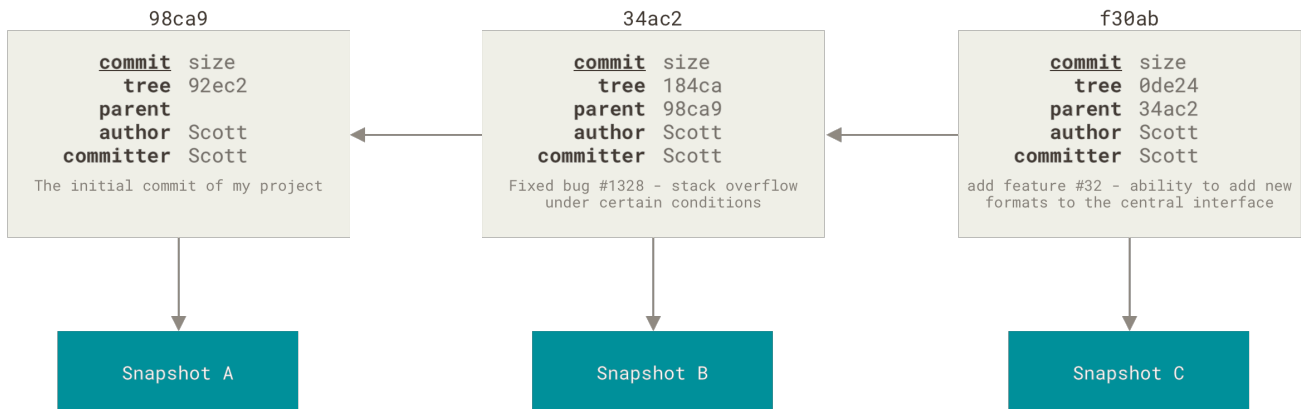 98ca9
commit size
tree 92ec2
parent
author Scott
committer Scott
The initial commit of my project
Snapshot A
34ac2
commit size
tree 184ca
parent 98ca9
author Scott
committer Scott
Fixed bug #1328 - stack overflow
under certain conditions
Snapshot B
f30ab
commit size
tree 0de24
parent 34ac2
author Scott
committer Scott
add feature #32 - ability to add new
formats to the central interface
Snapshot C